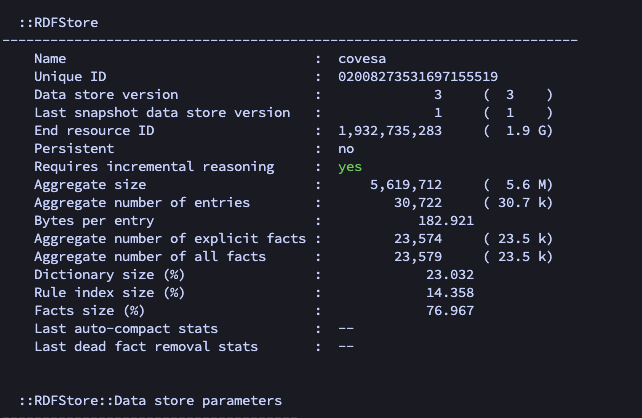 ::RDFStore
--------------------------------------------------------------------------
Name : covesa
Unique ID : 02008273531697155519
Data store version : 3 ( 3 )
Last snapshot data store version : 1 ( 1 )
End resource ID : 1,932,735,283 ( 1.9 G)
Persistent : no
Requires incremental reasoning : yes
Aggregate size : 5,619,712 ( 5.6 M)
Aggregate number of entries : 30,722 ( 30.7 k)
Bytes per entry : 182.921
Aggregate number of explicit facts : 23,574 ( 23.5 k)
Aggregate number of all facts : 23,579 ( 23.5 k)
Dictionary size (%) : 23.032
Rule index size (%) : 14.358
Facts size (%) : 76.967
Last auto-compact stats : --
Last dead fact removal stats : --
::RDFStore::Data store parameters
--------------------------------------